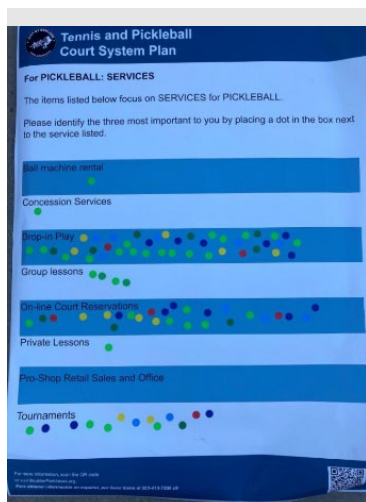 Tennis and Pickleball
Court System Plan
For PICKLEBALL: SERVICES
The items listed below focus on SERVICES for PICKLEBALL.
Please identify the three most important to you by placing a dot in the box next
to the service listed.
Ball machine rental
Concession Services
Drop-in Play
Group lessons
On-line Court Reservations
Private Lessons
Pro-Shop Retail Sales and Office
Tournaments
For more information, scan the QR code